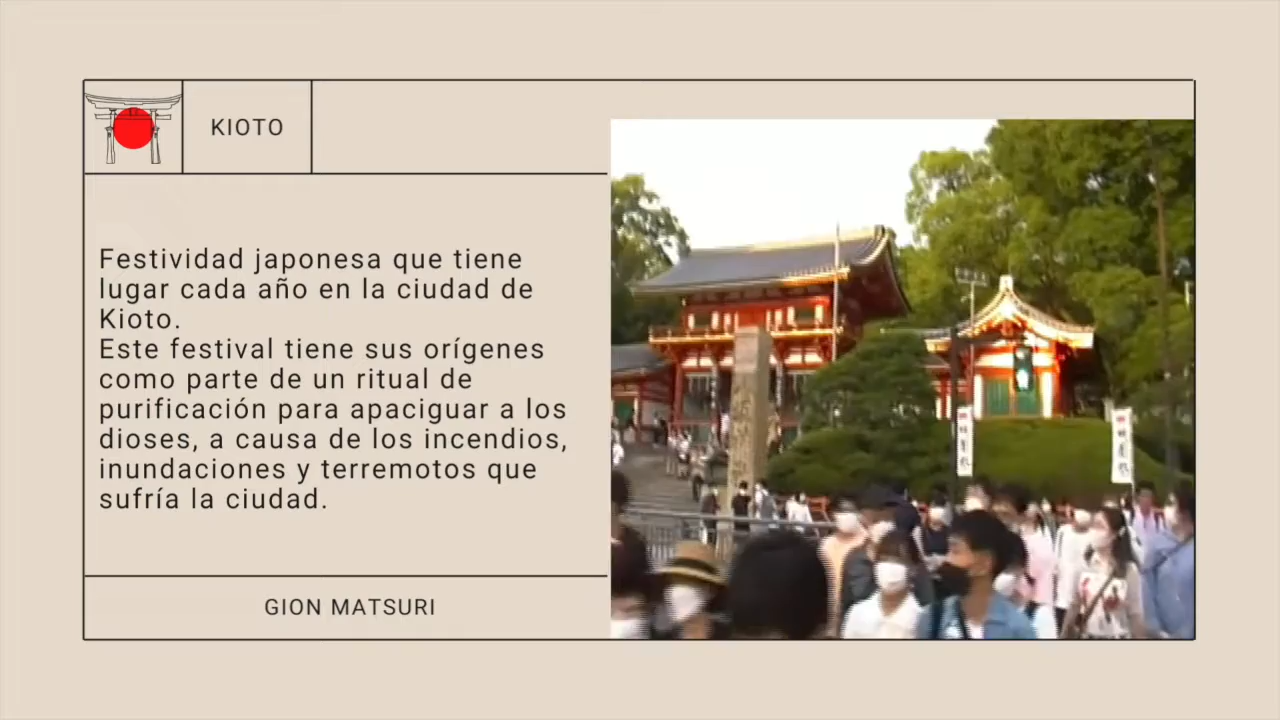 KIOTO
Festividad japonesa que tiene
lugar cada año en la ciudad de
Kioto.
Este festival tiene sus orígenes
como parte de un ritual de
purificación para apaciguar a los
dioses, a causa de los incendios,
inundaciones y terremotos que
sufría la ciudad.
GION MATSURI